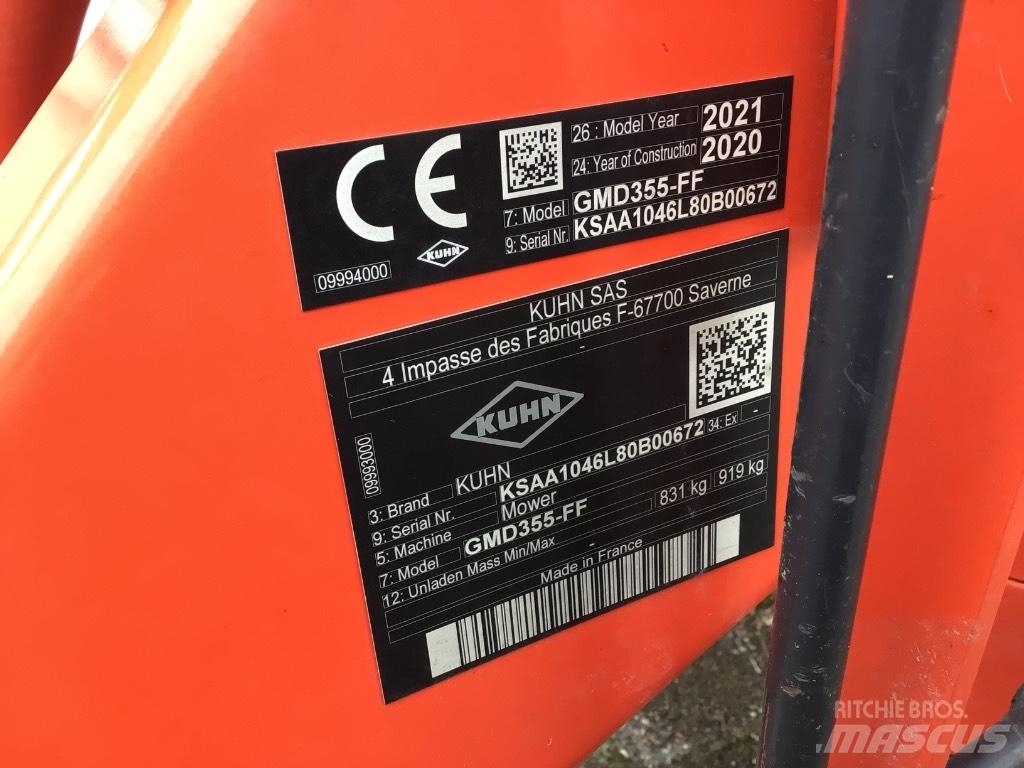 CE
26 : Model Year 2021
24: Year of Construction 2020
7: Model GMD355-FF
9: Serial Nr. KSAA1046L80B00672
KUHN
09994000
KUHN SAS
4 Impasse des Fabriques F-67700 Saverne
-
KUHN
09993000
34: Ex -
3: Brand KUHN
9: Serial Nr. KSAA1046L80B00672
5: Machine Mower
7: Model GMD355-FF
12: Unladen Mass Min/Max 831 kg 919 kg
-
Made in France
RITCHIE BROS.
MASCUS